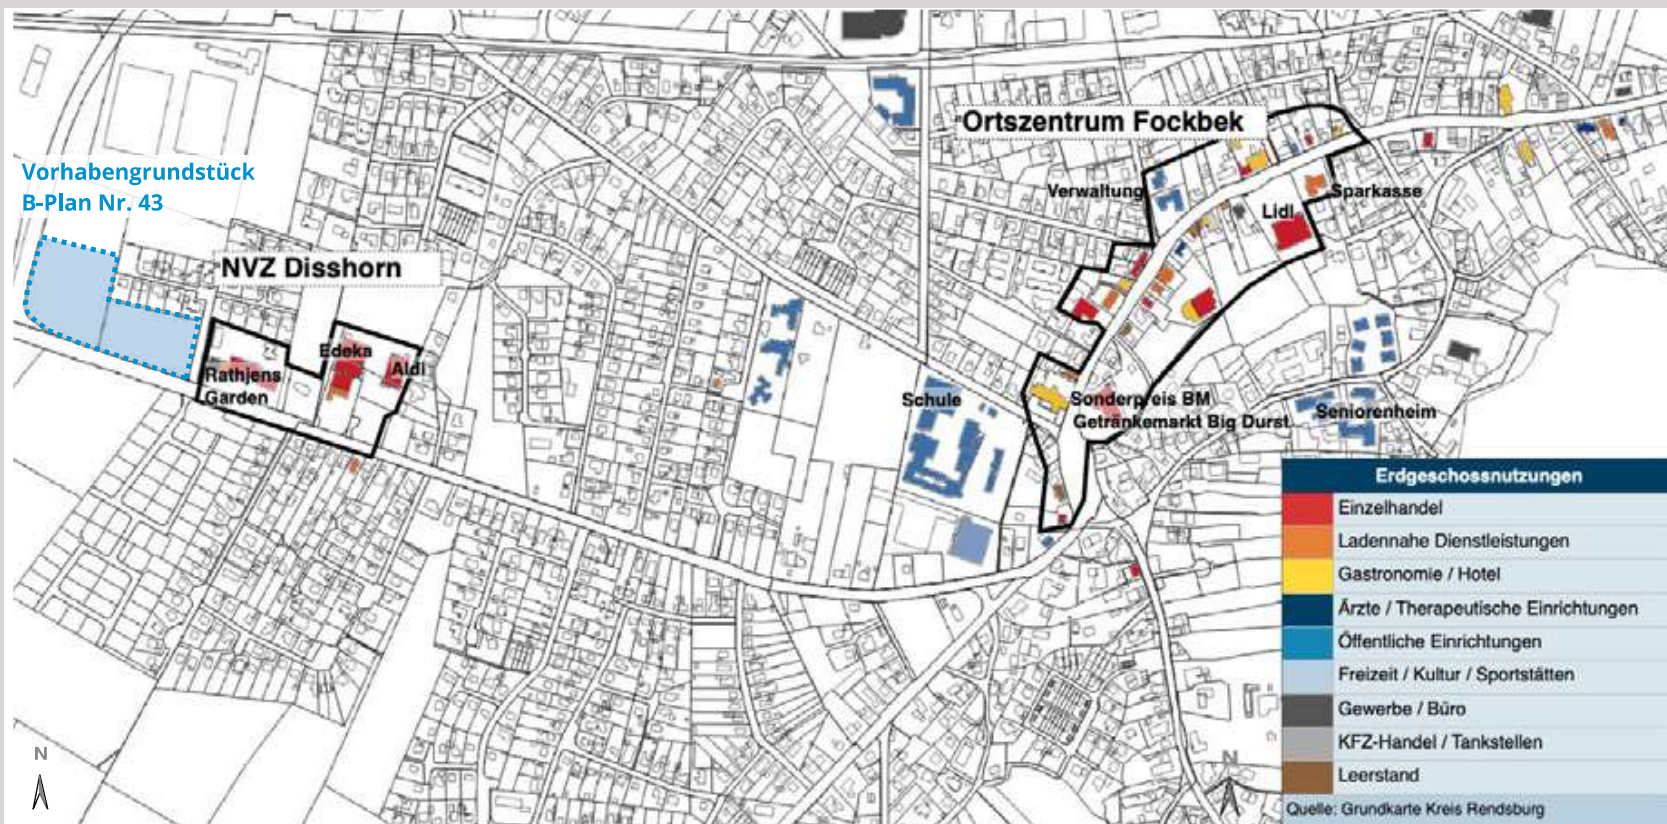 Ortszentrum Fockbek
Vorhabengrundstück
B-Plan Nr. 43
Verwaltung
Sparkasse
Lidl
NVZ Disshorn
Edeka
Aldi
Rathjens
Garden
Schule
Sonderpreis BM
Getränkemarkt Big Durst
Seniorenheim
Erdgeschossnutzungen
Einzelhandel
Ladennahe Dienstleistungen
Gastronomie / Hotel
Ärzte / Therapeutische Einrichtungen
Öffentliche Einrichtungen
Freizeit / Kultur / Sportstätten
Gewerbe / Büro
KFZ-Handel / Tankstellen
Leerstand
Quelle: Grundkarte Kreis Rendsburg
N
N